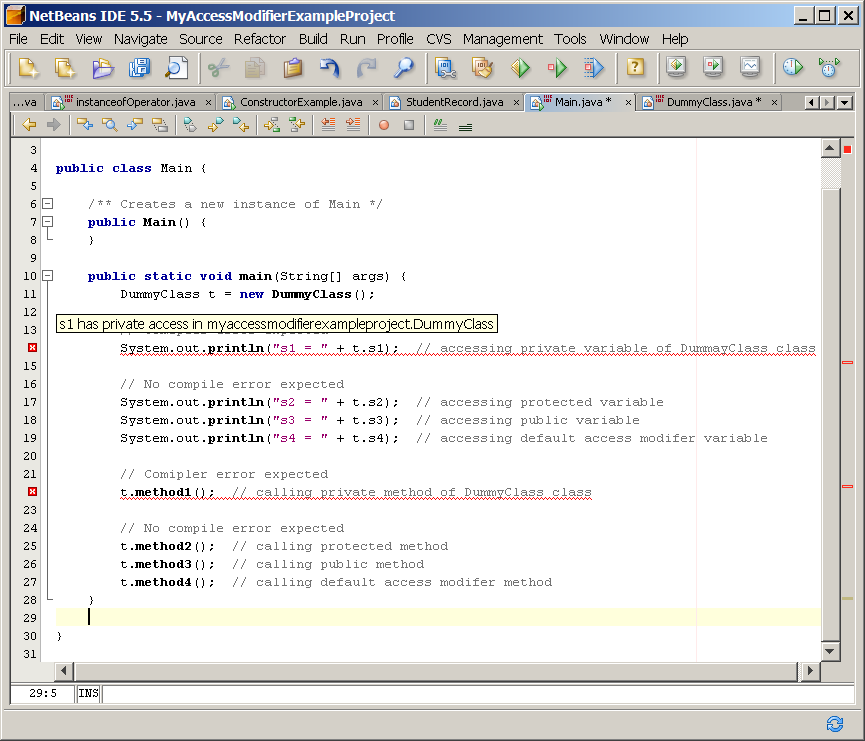 NetBeans IDE 5.5 - MyAccessModifierExampleProject
File Edit View Navigate Source Refactor Build Run Profile CVS Management Tools Window Help
...va instanceofOperator.java × ConstructorExample.java × StudentRecord.java × Main.java * × DummyClass.java * ×
3
4 public class Main {
5
6 /** Creates a new instance of Main */
7 public Main() {
8 }
9
10 public static void main(String[] args) {
11 DummyClass t = new DummyClass();
12
s1 has private access in myaccessmodifierexampleproject.DummyClass
13
System.out.println("s1 = " + t.s1); // accessing private variable of DummayClass class
15
16 // No compile error expected
17 System.out.println("s2 = " + t.s2); // accessing protected variable
18 System.out.println("s3 = " + t.s3); // accessing public variable
19 System.out.println("s4 = " + t.s4); // accessing default access modifer variable
20
21 // Comipler error expected
t.method1(); // calling private method of DummyClass class
23
24 // No compile error expected
25 t.method2(); // calling protected method
26 t.method3(); // calling public method
27 t.method4(); // calling default access modifer method
28 }
29
30 }
31
29:5 INS